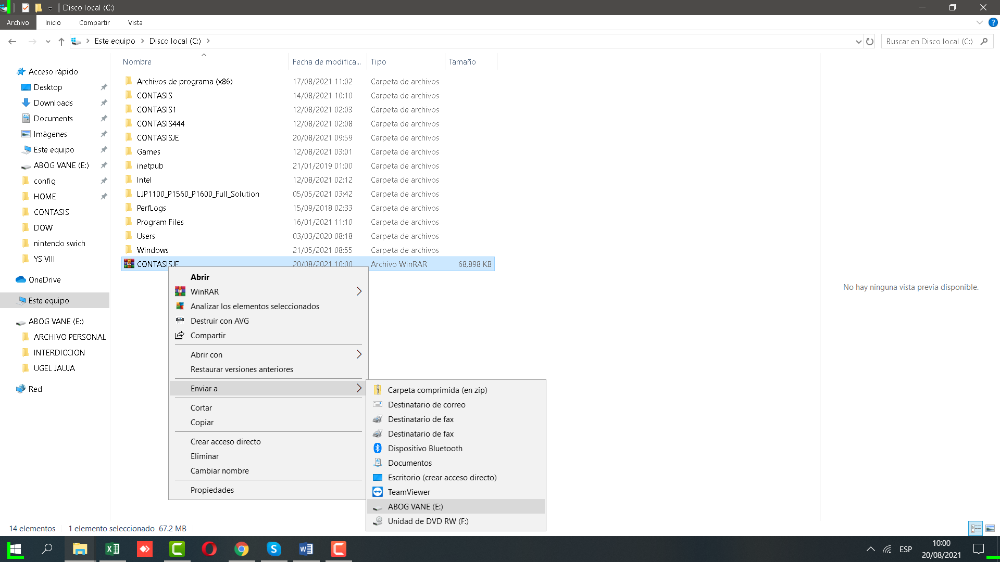 Disco local (C:)
Archivo Inicio Compartir Vista
Este equipo Disco local (C:)
Buscar en Disco local (C:)
Nombre Fecha de modifica... Tipo Tamaño
Acceso rápido
Desktop
Downloads
Documents
Imágenes
Este equipo
ABOG VANE (E:)
config
HOME
CONTASIS
DOW
nintendo swich
YS VIII
OneDrive
Este equipo
ABOG VANE (E:)
ARCHIVO PERSONAL
INTERDICCION
UGEL JAUJA
Red
Archivos de programa (x86) 17/08/2021 11:02 Carpeta de archivos
CONTASIS 14/08/2021 10:10 Carpeta de archivos
CONTASIS1 12/08/2021 02:03 Carpeta de archivos
CONTASIS444 12/08/2021 02:08 Carpeta de archivos
CONTASISJE 20/08/2021 09:59 Carpeta de archivos
Games 12/08/2021 03:01 Carpeta de archivos
inetpub 21/01/2019 01:00 Carpeta de archivos
Intel 12/08/2021 02:12 Carpeta de archivos
LJP1100_P1560_P1600_Full_Solution 05/05/2021 03:42 Carpeta de archivos
PerfLogs 15/09/2018 02:33 Carpeta de archivos
Program Files 16/01/2021 11:10 Carpeta de archivos
Users 03/03/2020 08:18 Carpeta de archivos
Windows 21/05/2021 08:55 Carpeta de archivos
CONTASISJE 20/08/2021 10:00 Archivo WinRAR 68,898 KB
Abrir
WinRAR
Analizar los elementos seleccionados
Destruir con AVG
Compartir
Abrir con
Restaurar versiones anteriores
Enviar a
Cortar
Copiar
Crear acceso directo
Eliminar
Cambiar nombre
Propiedades
Carpeta comprimida (en zip)
Destinatario de correo
Destinatario de fax
Destinatario de fax
Dispositivo Bluetooth
Documentos
Escritorio (crear acceso directo)
TeamViewer
ABOG VANE (E:)
Unidad de DVD RW (F:)
No hay ninguna vista previa disponible.
14 elementos 1 elemento seleccionado 67.2 MB
ESP
10:00
20/08/2021